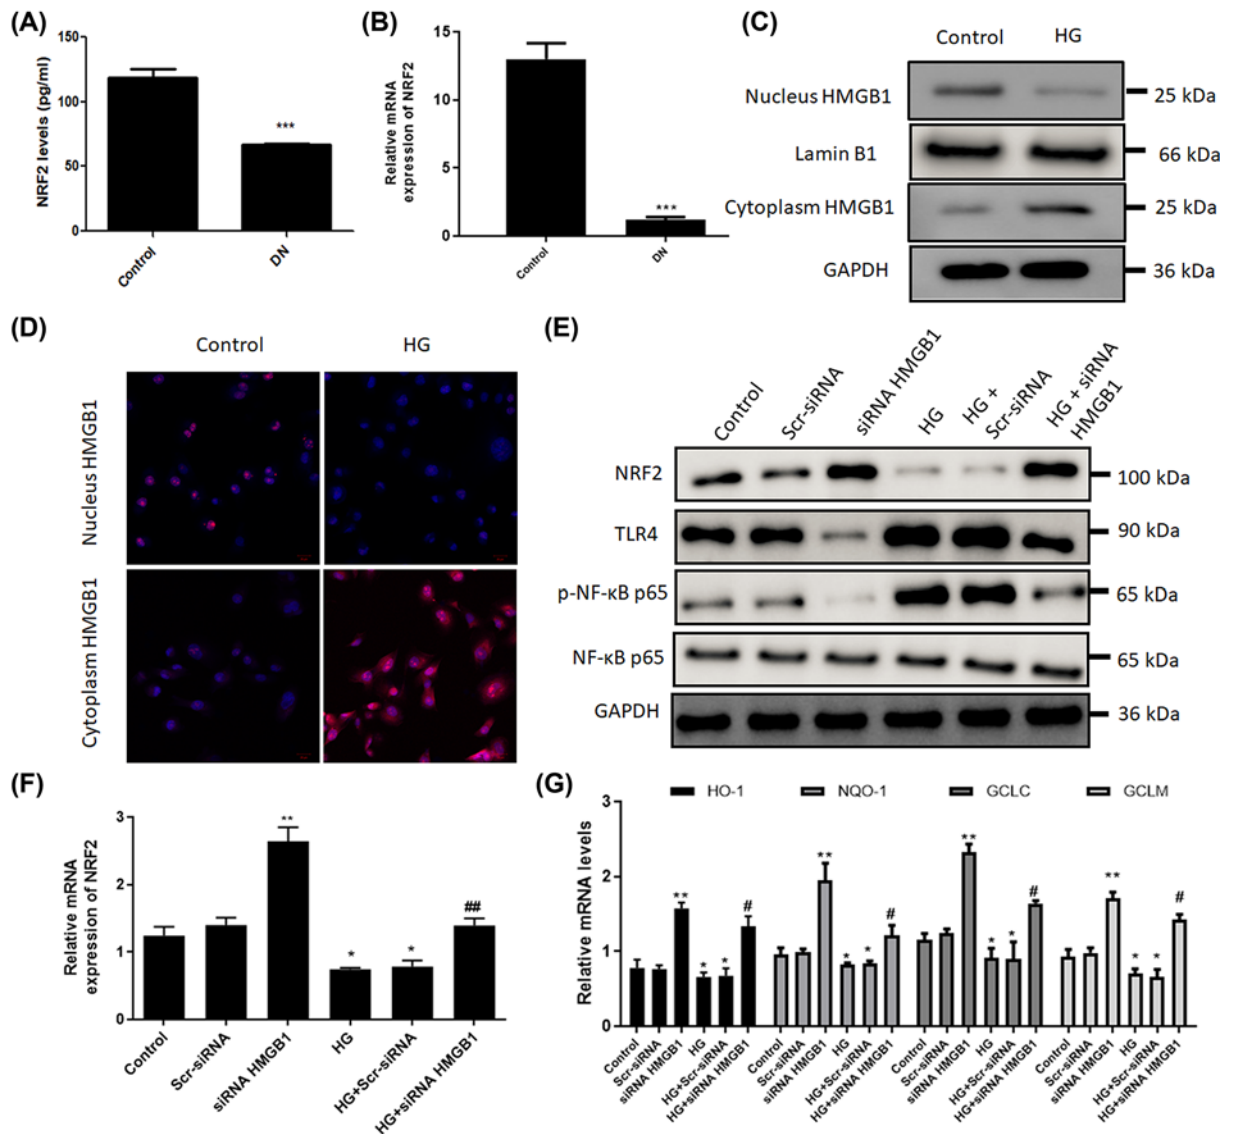 (A)
NRF2 levels (pg/ml)
150
100
50
0
***
Control
DN
(B)
Relative mRNA
expression of NRF2
15
10
5
0
***
Control
DN
(C)
Control HG
Nucleus HMGB1 25 kDa
Lamin B1 66 kDa
Cytoplasm HMGB1 25 kDa
GAPDH 36 kDa
(D)
Control HG
Nucleus HMGB1
Cytoplasm HMGB1
(E)
Control
Scr-siRNA
siRNA HMGB1
HG
HG +
Scr-siRNA
HG + siRNA
HMGB1
NRF2 100 kDa
TLR4 90 kDa
p-NF-κB p65 65 kDa
NF-κB p65 65 kDa
GAPDH 36 kDa
(F)
Relative mRNA
expression of NRF2
3
2
1
0
**
*
*
##
Control
Scr-siRNA
siRNA HMGB1
HG
HG+Scr-siRNA
HG+siRNA HMGB1
(G)
HO-1 NQO-1 GCLC GCLM
Relative mRNA levels
3
2
1
0
**
*
*
#
**
*
*
#
**
*
*
#
**
*
*
#
Control
Scr-siRNA
siRNA HMGB1
HG
HG+Scr-siRNA
HG+siRNA HMGB1
Control
Scr-siRNA
siRNA HMGB1
HG
HG+Scr-siRNA
HG+siRNA HMGB1
Control
Scr-siRNA
siRNA HMGB1
HG
HG+Scr-siRNA
HG+siRNA HMGB1
Control
Scr-siRNA
siRNA HMGB1
HG
HG+Scr-siRNA
HG+siRNA HMGB1